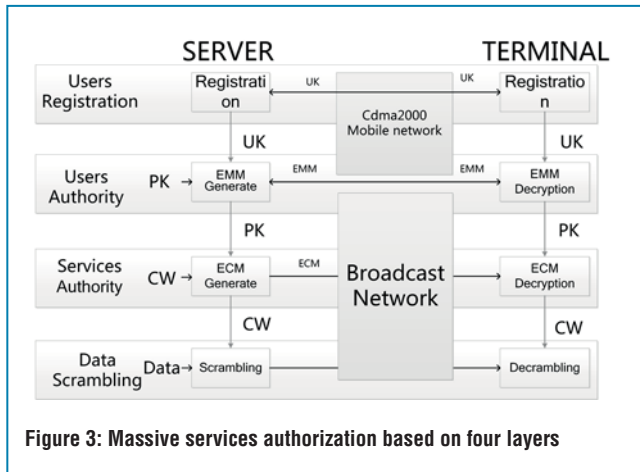 SERVER
TERMINAL
Users
Registration
Registrati
on
UK
UK
Registratio
n
Cdma2000
Mobile network
UK
UK
Users
Authority
PK
EMM
Generate
EMM
EMM
EMM
Decryption
PK
PK
Services
Authority
CW
ECM
Generate
ECM
Broadcast
Network
ECM
Decryption
CW
CW
Data
Scrambling
Data
Scrambling
Decrambling
Figure 3: Massive services authorization based on four layers